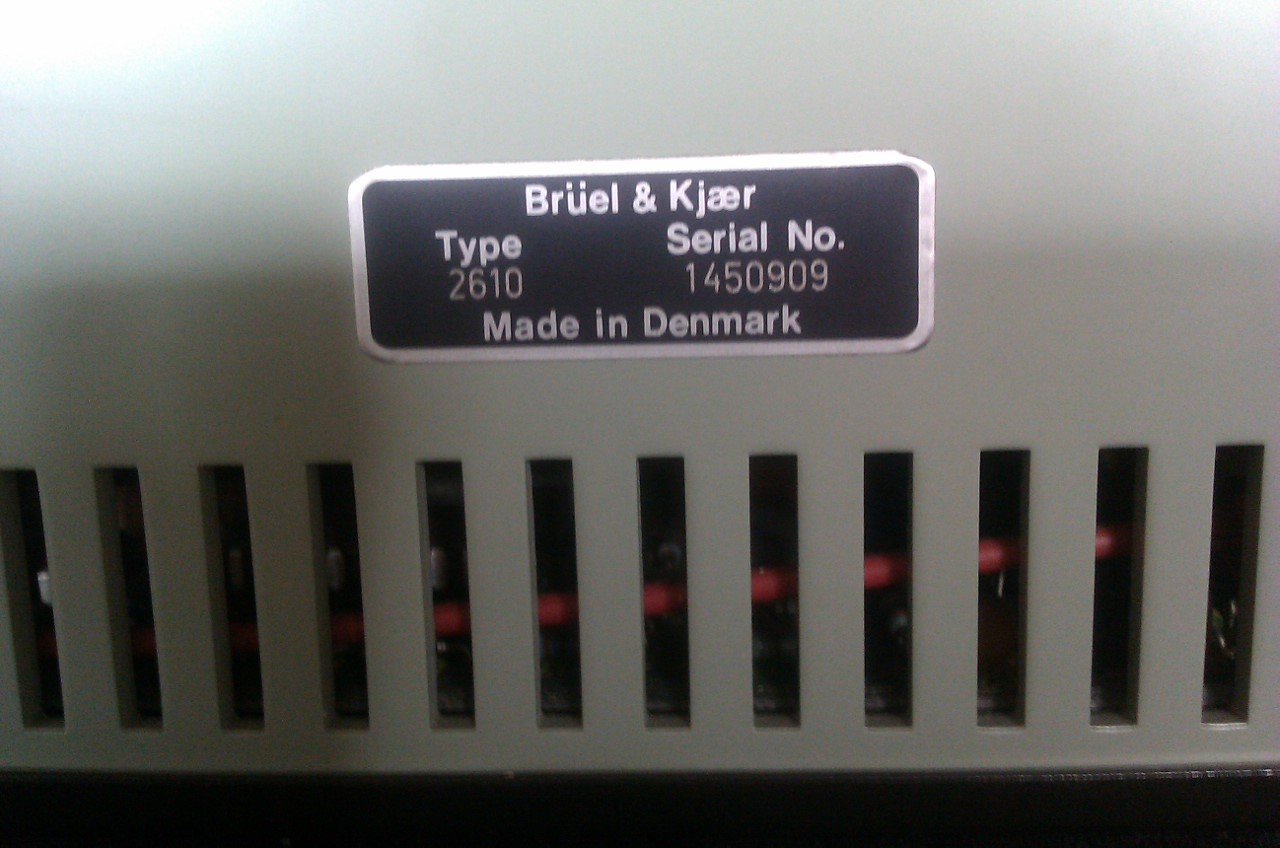 Brüel & Kjær
Type Serial No.
2610 1450909
Made in Denmark